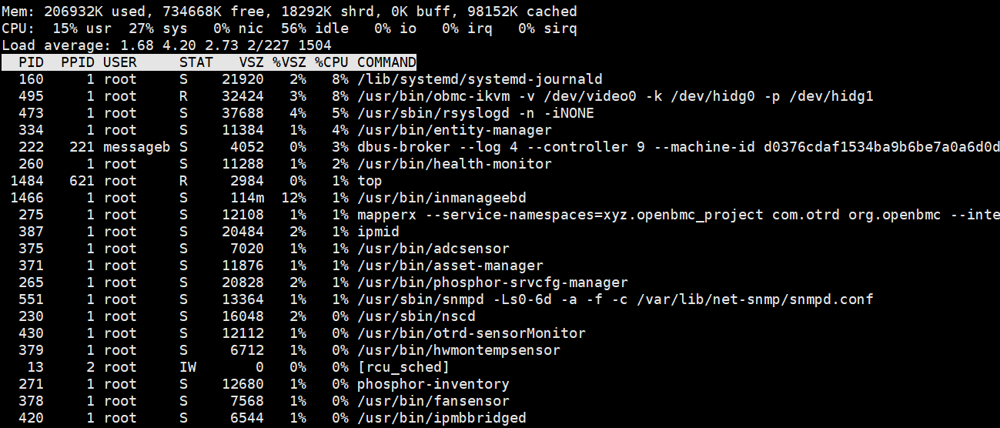 Mem: 206932K used, 734668K free, 18292K shrd, 0K buff, 98152K cached
CPU:  15% usr  27% sys   0% nic  56% idle   0% io   0% irq   0% sirq
Load average: 1.68 4.20 2.73 2/227 1504
  PID  PPID USER     STAT   VSZ %VSZ %CPU COMMAND
  160     1 root     S    21920   2%   8% /lib/systemd/systemd-journald
  495     1 root     R    32424   3%   8% /usr/bin/obmc-ikvm -v /dev/video0 -k /dev/hidg0 -p /dev/hidg1
  473     1 root     S    37688   4%   5% /usr/sbin/rsyslogd -n -iNONE
  334     1 root     S    11384   1%   4% /usr/bin/entity-manager
  222   221 messageb S     4052   0%   3% dbus-broker --log 4 --controller 9 --machine-id d0376cdaf1534ba9b6be7a0a6d0d
  260     1 root     S    11288   1%   2% /usr/bin/health-monitor
 1484   621 root     R     2984   0%   1% top
 1466     1 root     S     114m  12%   1% /usr/bin/inmanageebd
  275     1 root     S    12108   1%   1% mapperx --service-namespaces=xyz.openbmc_project com.otrd org.openbmc --inte
  387     1 root     S    20484   2%   1% ipmid
  375     1 root     S     7020   1%   1% /usr/bin/adcsensor
  371     1 root     S    11876   1%   1% /usr/bin/asset-manager
  265     1 root     S    20828   2%   1% /usr/bin/phosphor-srvcfg-manager
  551     1 root     S    13364   1%   1% /usr/sbin/snmpd -Ls0-6d -a -f -c /var/lib/net-snmp/snmpd.conf
  230     1 root     S    16048   2%   0% /usr/sbin/nscd
  430     1 root     S    12112   1%   0% /usr/bin/otrd-sensorMonitor
  379     1 root     S     6712   1%   0% /usr/bin/hwmontempsensor
   13     2 root     IW       0   0%   0% [rcu_sched]
  271     1 root     S    12680   1%   0% phosphor-inventory
  378     1 root     S     7568   1%   0% /usr/bin/fansensor
  420     1 root     S     6544   1%   0% /usr/bin/ipmbbridged